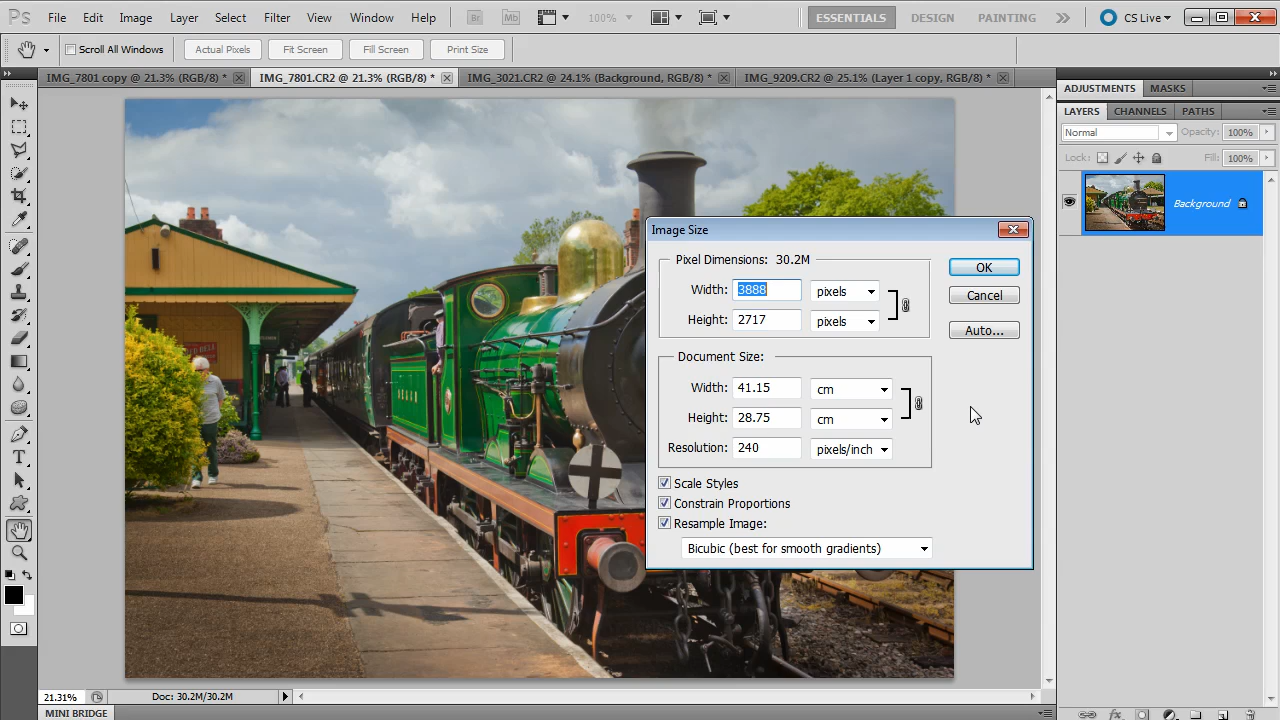 Ps File Edit Image Layer Select Filter View Window Help Br Mb 100% ESSENTIALS DESIGN PAINTING CS Live
Scroll All Windows Actual Pixels Fit Screen Fill Screen Print Size
IMG_7801 copy @ 21.3% (RGB/8) * IMG_7801.CR2 @ 21.3% (RGB/8) * IMG_3021.CR2 @ 24.1% (Background, RGB/8) * IMG_9209.CR2 @ 25.1% (Layer 1 copy, RGB/8) *
ADJUSTMENTS MASKS
LAYERS CHANNELS PATHS
Normal Opacity: 100%
Lock: Fill: 100%
Background
Image Size
Pixel Dimensions: 30.2M
Width: 3888 pixels
Height: 2717 pixels
Document Size:
Width: 41.15 cm
Height: 28.75 cm
Resolution: 240 pixels/inch
Scale Styles
Constrain Proportions
Resample Image:
Bicubic (best for smooth gradients)
OK
Cancel
Auto...
21.31% Doc: 30.2M/30.2M
MINI BRIDGE